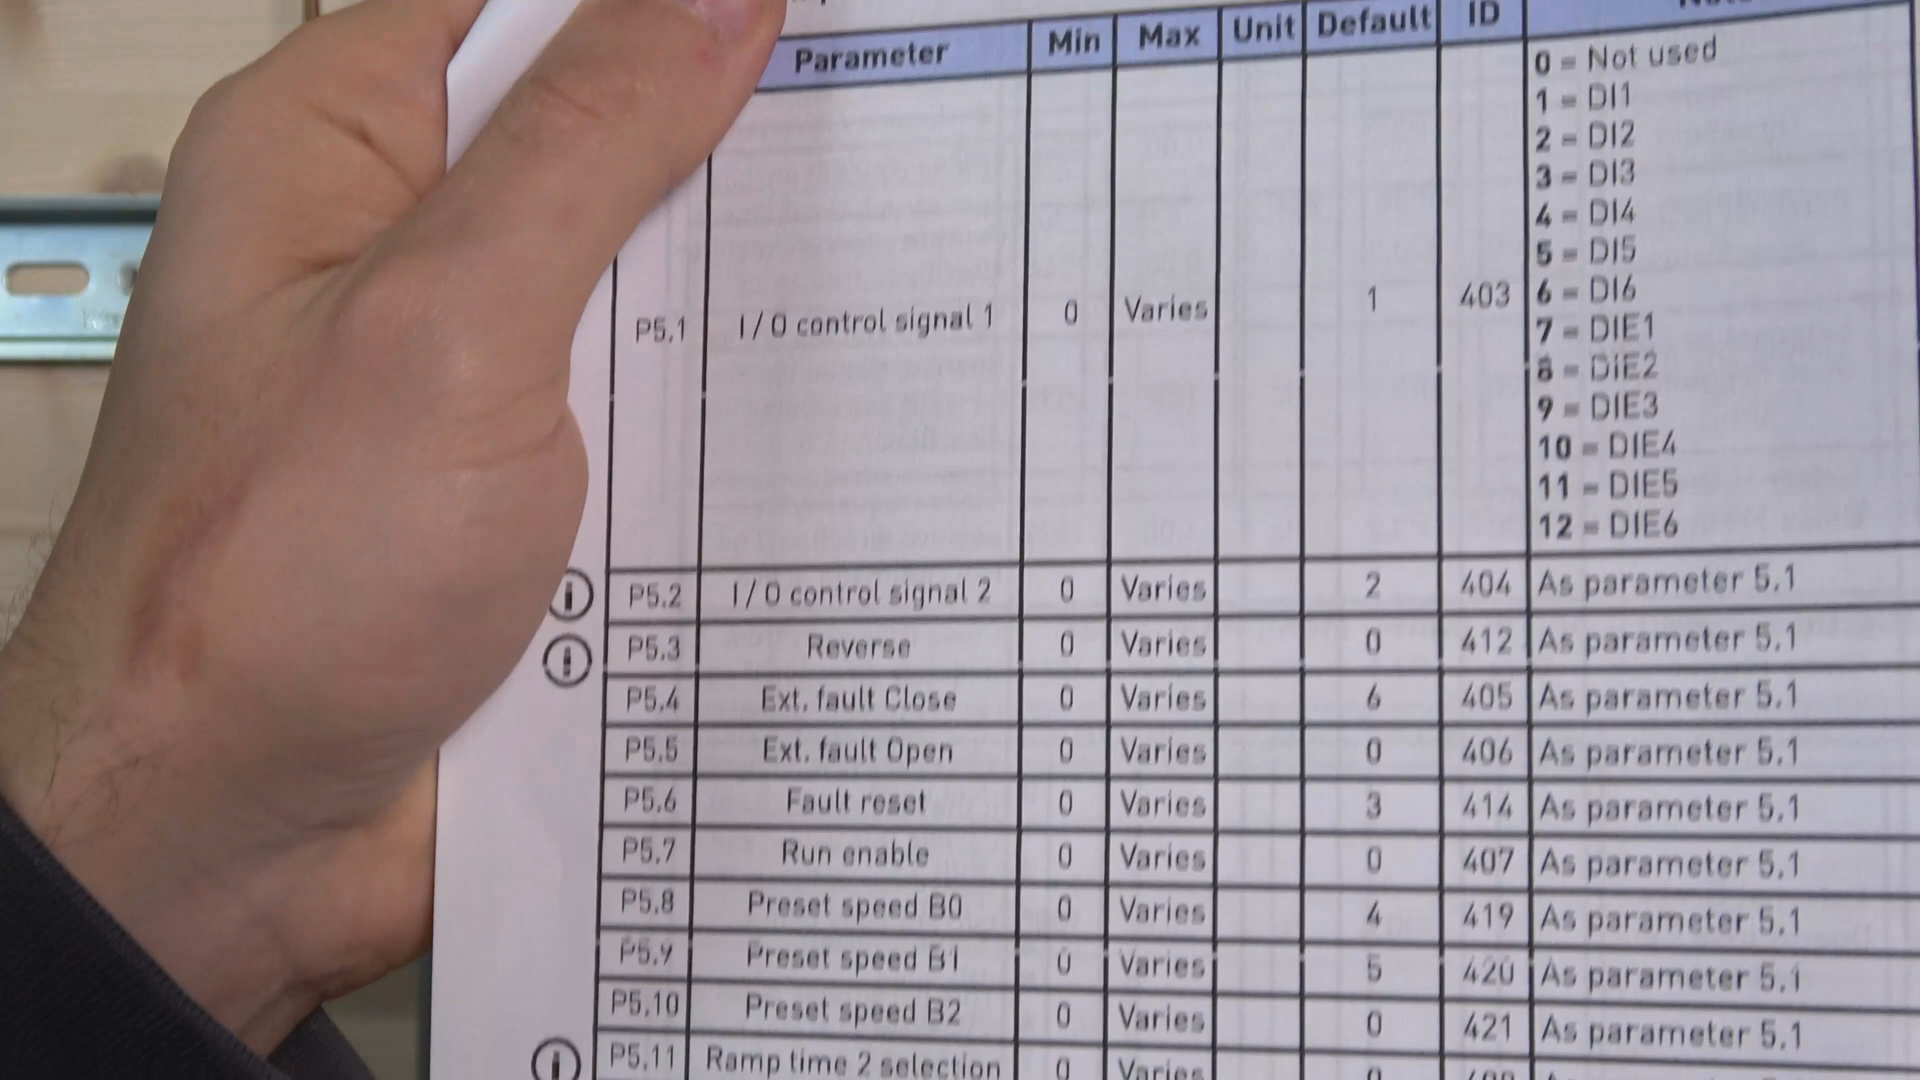 Parameter Min Max Unit Default ID
P5.1 I / O control signal 1 0 Varies 1 403
0 = Not used
1 = DI1
2 = DI2
3 = DI3
4 = DI4
5 = DI5
6 = DI6
7 = DIE1
8 = DIE2
9 = DIE3
10 = DIE4
11 = DIE5
12 = DIE6
P5.2 I / O control signal 2 0 Varies 2 404 As parameter 5.1
P5.3 Reverse 0 Varies 0 412 As parameter 5.1
P5.4 Ext. fault Close 0 Varies 6 405 As parameter 5.1
P5.5 Ext. fault Open 0 Varies 0 406 As parameter 5.1
P5.6 Fault reset 0 Varies 3 414 As parameter 5.1
P5.7 Run enable 0 Varies 0 407 As parameter 5.1
P5.8 Preset speed B0 0 Varies 4 419 As parameter 5.1
P5.9 Preset speed B1 0 Varies 5 420 As parameter 5.1
P5.10 Preset speed B2 0 Varies 0 421 As parameter 5.1
P5.11 Ramp time 2 selection 0 Varies 0